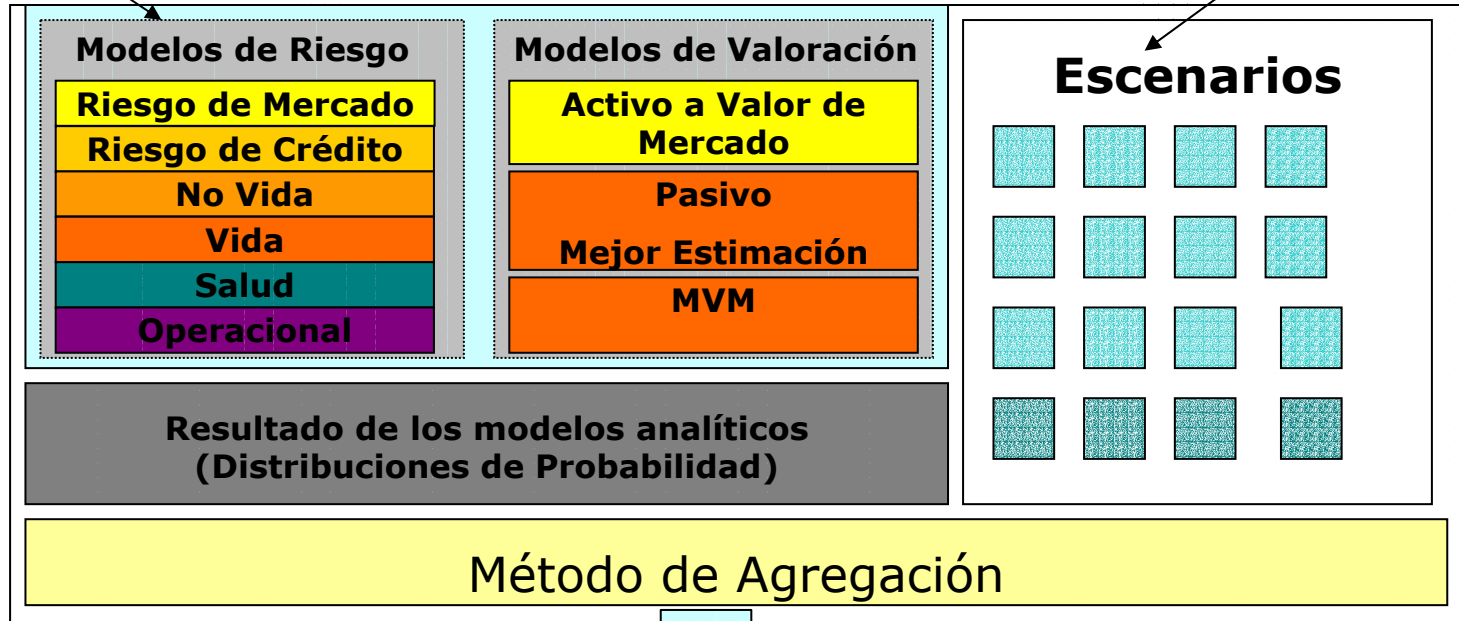 Modelos de Riesgo
Riesgo de Mercado
Riesgo de Crédito
No Vida
Vida
Salud
Operacional
Modelos de Valoración
Activo a Valor de
Mercado
Pasivo
Mejor Estimación
MVM
Escenarios
Resultado de los modelos analíticos
(Distribuciones de Probabilidad)
Método de Agregación